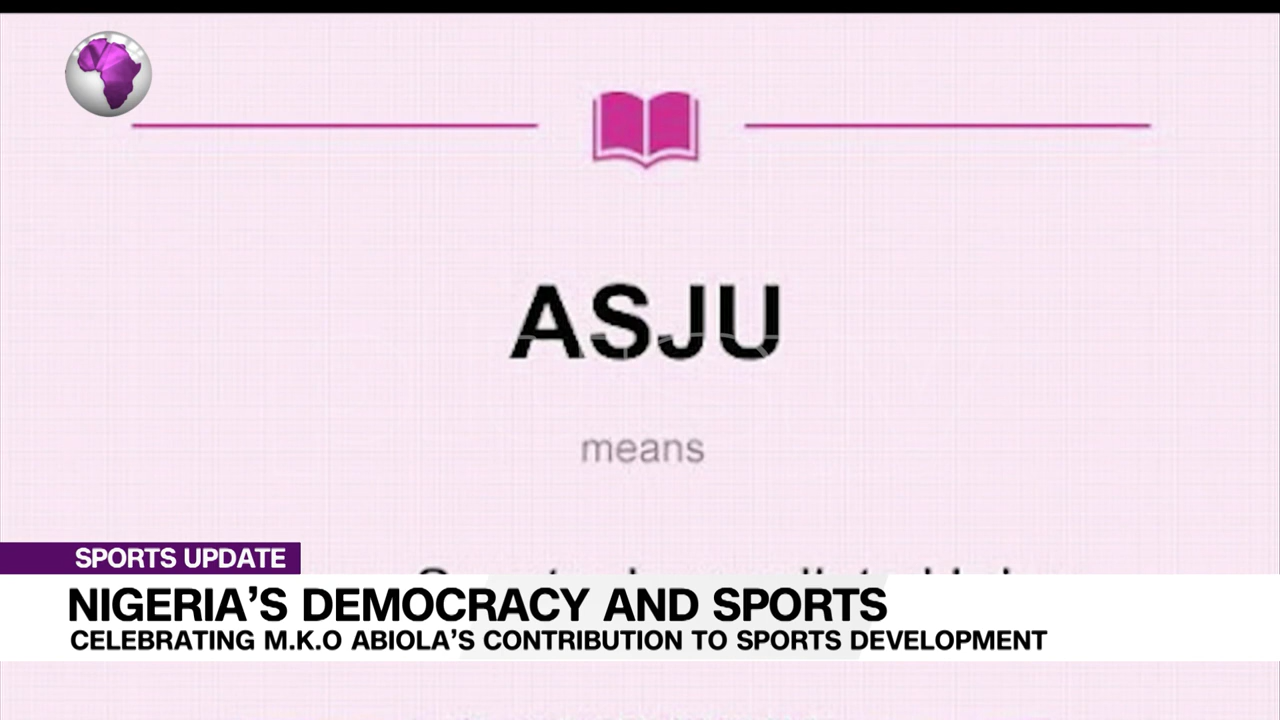 ASJU
means
SPORTS UPDATE
NIGERIA'S DEMOCRACY AND SPORTS
CELEBRATING M.K.O ABIOLA'S CONTRIBUTION TO SPORTS DEVELOPMENT